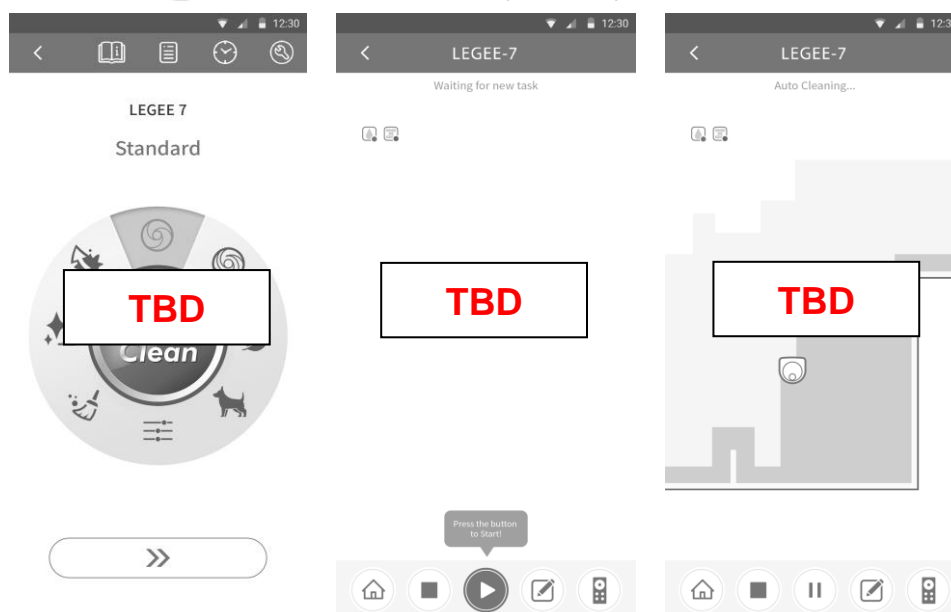 12:30
LEGEE 7
Standard
TBD
Clean
12:30
LEGEE-7
Waiting for new task
TBD
Press the button
to Start!
12:3
LEGEE-7
Auto Cleaning...
TBD